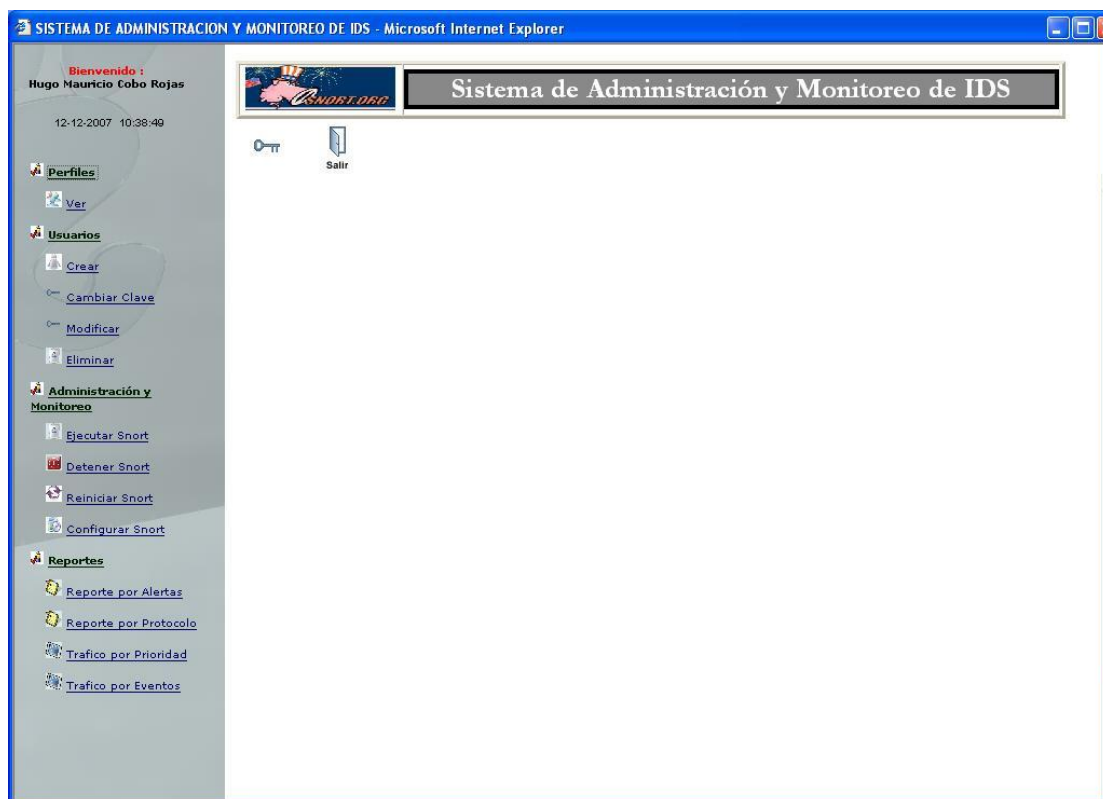 SISTEMA DE ADMINISTRACION Y MONITOREO DE IDS - Microsoft Internet Explorer
Bienvenido :
Hugo Mauricio Cobo Rojas
12-12-2007 10:38:49
SNORT.ORG
Sistema de Administración y Monitoreo de IDS
Salir
Perfiles
Ver
Usuarios
Crear
Cambiar Clave
Modificar
Eliminar
Administración y
Monitoreo
Ejecutar Snort
Detener Snort
Reiniciar Snort
Configurar Snort
Reportes
Reporte por Alertas
Reporte por Protocolo
Trafico por Prioridad
Trafico por Eventos